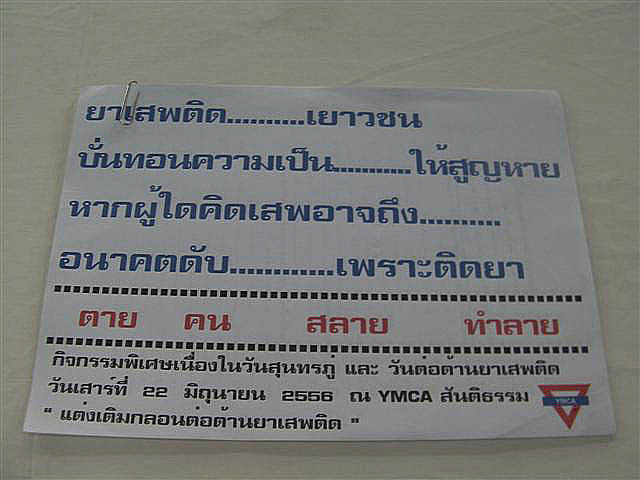 ยาเสพติด..........เยาวชน
บั่นทอนความเป็น..........ให้สูญหาย
หากผู้ใดคิดเสพอาจถึง..........
อนาคตดับ.............เพราะติดยา
ตาย คน สลาย ทำลาย
กิจกรรมพิเศษเนื่องในวันสุนทรภู่ และ วันต่อต้านยาเสพติด
วันเสาร์ที่ 22 มิถุนายน 2556 ณ YMCA สันติธรรม
YMCA
“ แต่งเติมกลอนต่อต้านยาเสพติด ”